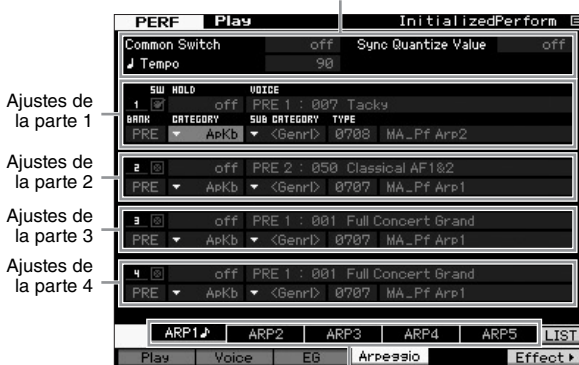 PERF Play InitializedPerform E
Common Switch off Sync Quantize Value off
♩ Tempo 90
Ajustes de la parte 1
SW HOLD VOICE
1 off PRE 1 : 007 Tacky
BANK CATEGORY SUB CATEGORY TYPE
PRE ApKb <Genrl> 0708 MA_Pf Arp2
Ajustes de la parte 2
2 off PRE 2 : 050 Classical AF1&2
PRE ApKb <Genrl> 0707 MA_Pf Arp1
Ajustes de la parte 3
3 off PRE 1 : 001 Full Concert Grand
PRE ApKb <Genrl> 0707 MA_Pf Arp1
Ajustes de la parte 4
4 off PRE 1 : 001 Full Concert Grand
PRE ApKb <Genrl> 0707 MA_Pf Arp1
ARP1♪ ARP2 ARP3 ARP4 ARP5 LIST
Play Voice EG Arpeggio Effect